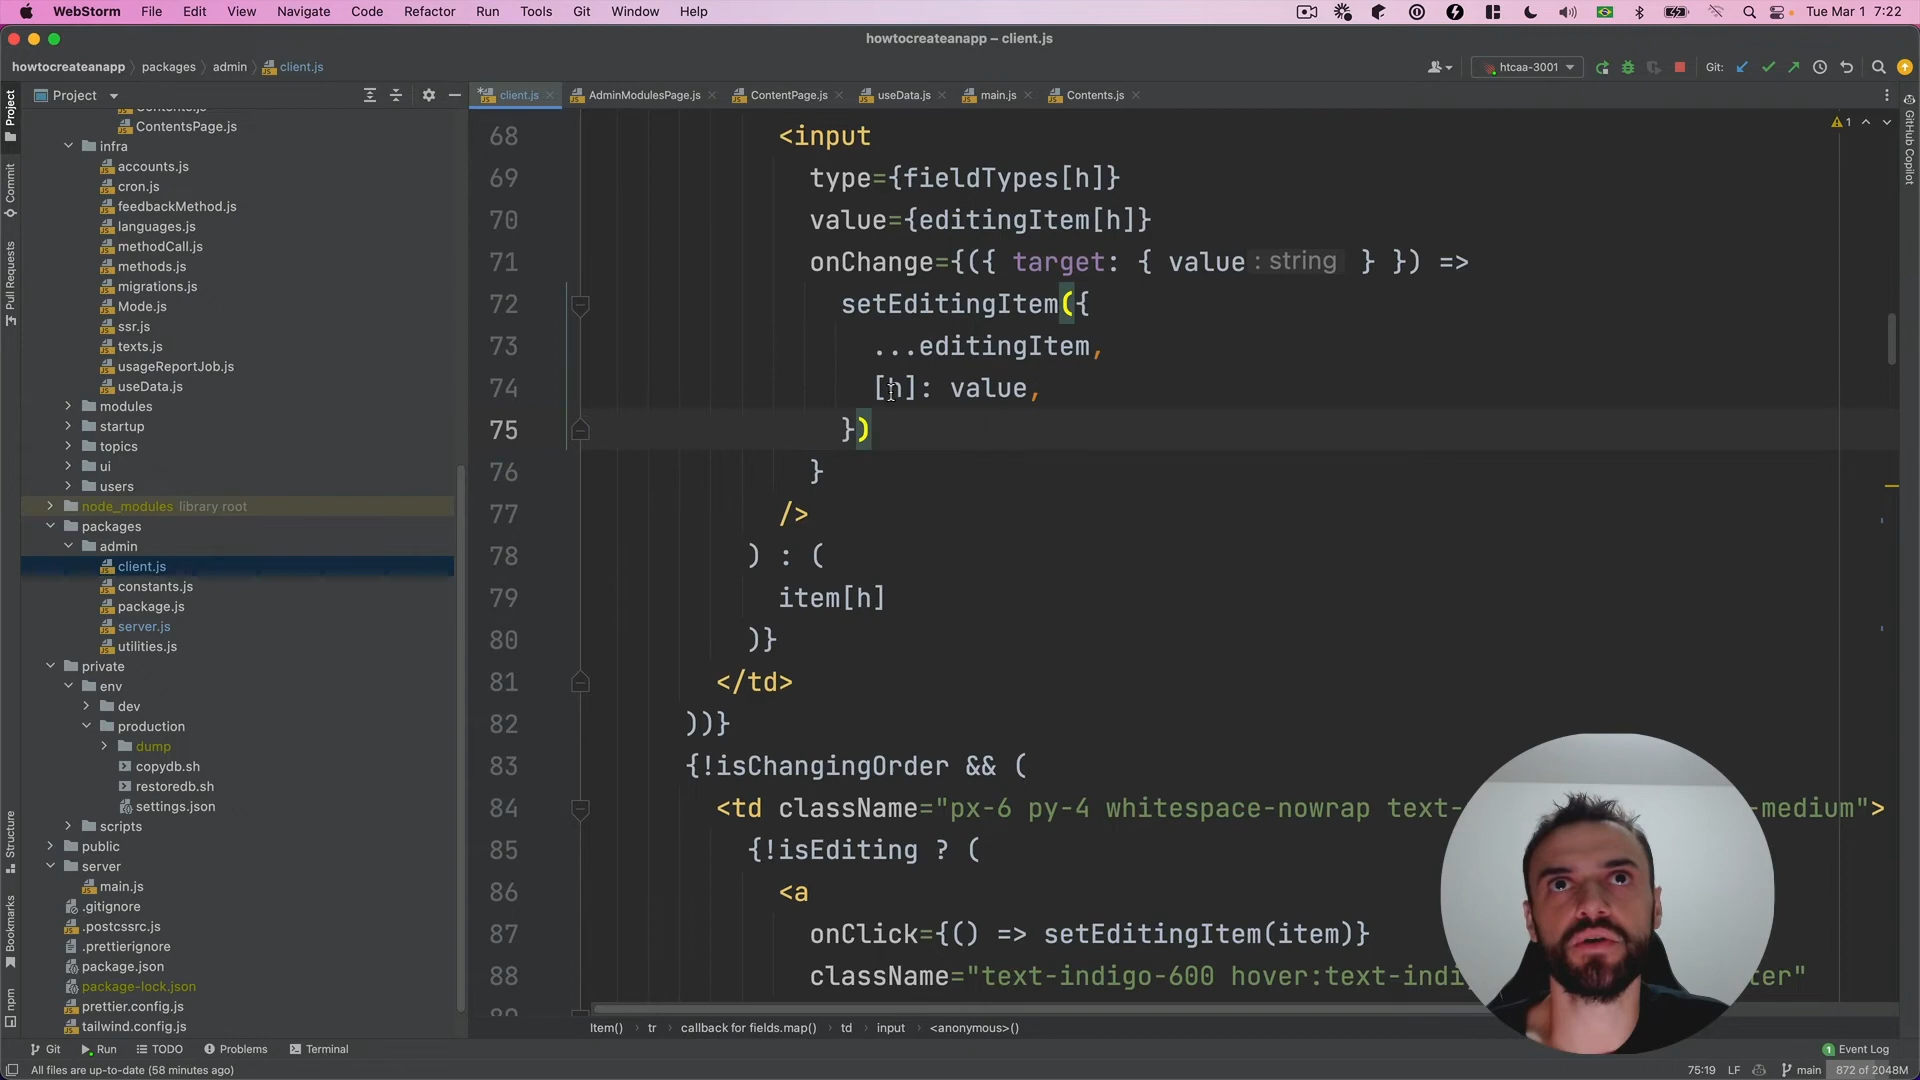 WebStorm File Edit View Navigate Code Refactor Run Tools Git Window Help Tue Mar 1 7:22
howtocreateanapp – client.js
howtocreateanapp packages admin client.js
htcaa-3001 Git:
Project
client.js AdminModulesPage.js ContentPage.js useData.js main.js Contents.js
Project
Commit
Pull Requests
Structure
Bookmarks
npm
GitHub Copilot
ContentsPage.js
infra
accounts.js
cron.js
feedbackMethod.js
languages.js
methodCall.js
methods.js
migrations.js
Mode.js
ssr.js
texts.js
usageReportJob.js
useData.js
modules
startup
topics
ui
users
node_modules library root
packages
admin
client.js
constants.js
package.js
server.js
utilities.js
private
env
dev
production
dump
copydb.sh
restoredb.sh
settings.json
scripts
public
server
main.js
.gitignore
.postcssrc.js
.prettierignore
package.json
package-lock.json
prettier.config.js
tailwind.config.js
1
68 <input
69 type={fieldTypes[h]}
70 value={editingItem[h]}
71 onChange={({ target: { value : string } }) =>
72 setEditingItem({
73 ...editingItem,
74 [h]: value,
75 })
76 }
77 />
78 ) : (
79 item[h]
80 )}
81 </td>
82 ))}
83 {!isChangingOrder && (
84 <td className="px-6 py-4 whitespace-nowrap text- medium">
85 {!isEditing ? (
86 <a
87 onClick={() => setEditingItem(item)}
88 className="text-indigo-600 hover:text-indi ter"
Item() tr callback for fields.map() td input <anonymous>()
Git Run TODO Problems Terminal 1 Event Log
All files are up-to-date (58 minutes ago) 75:19 LF main 872 of 2048M